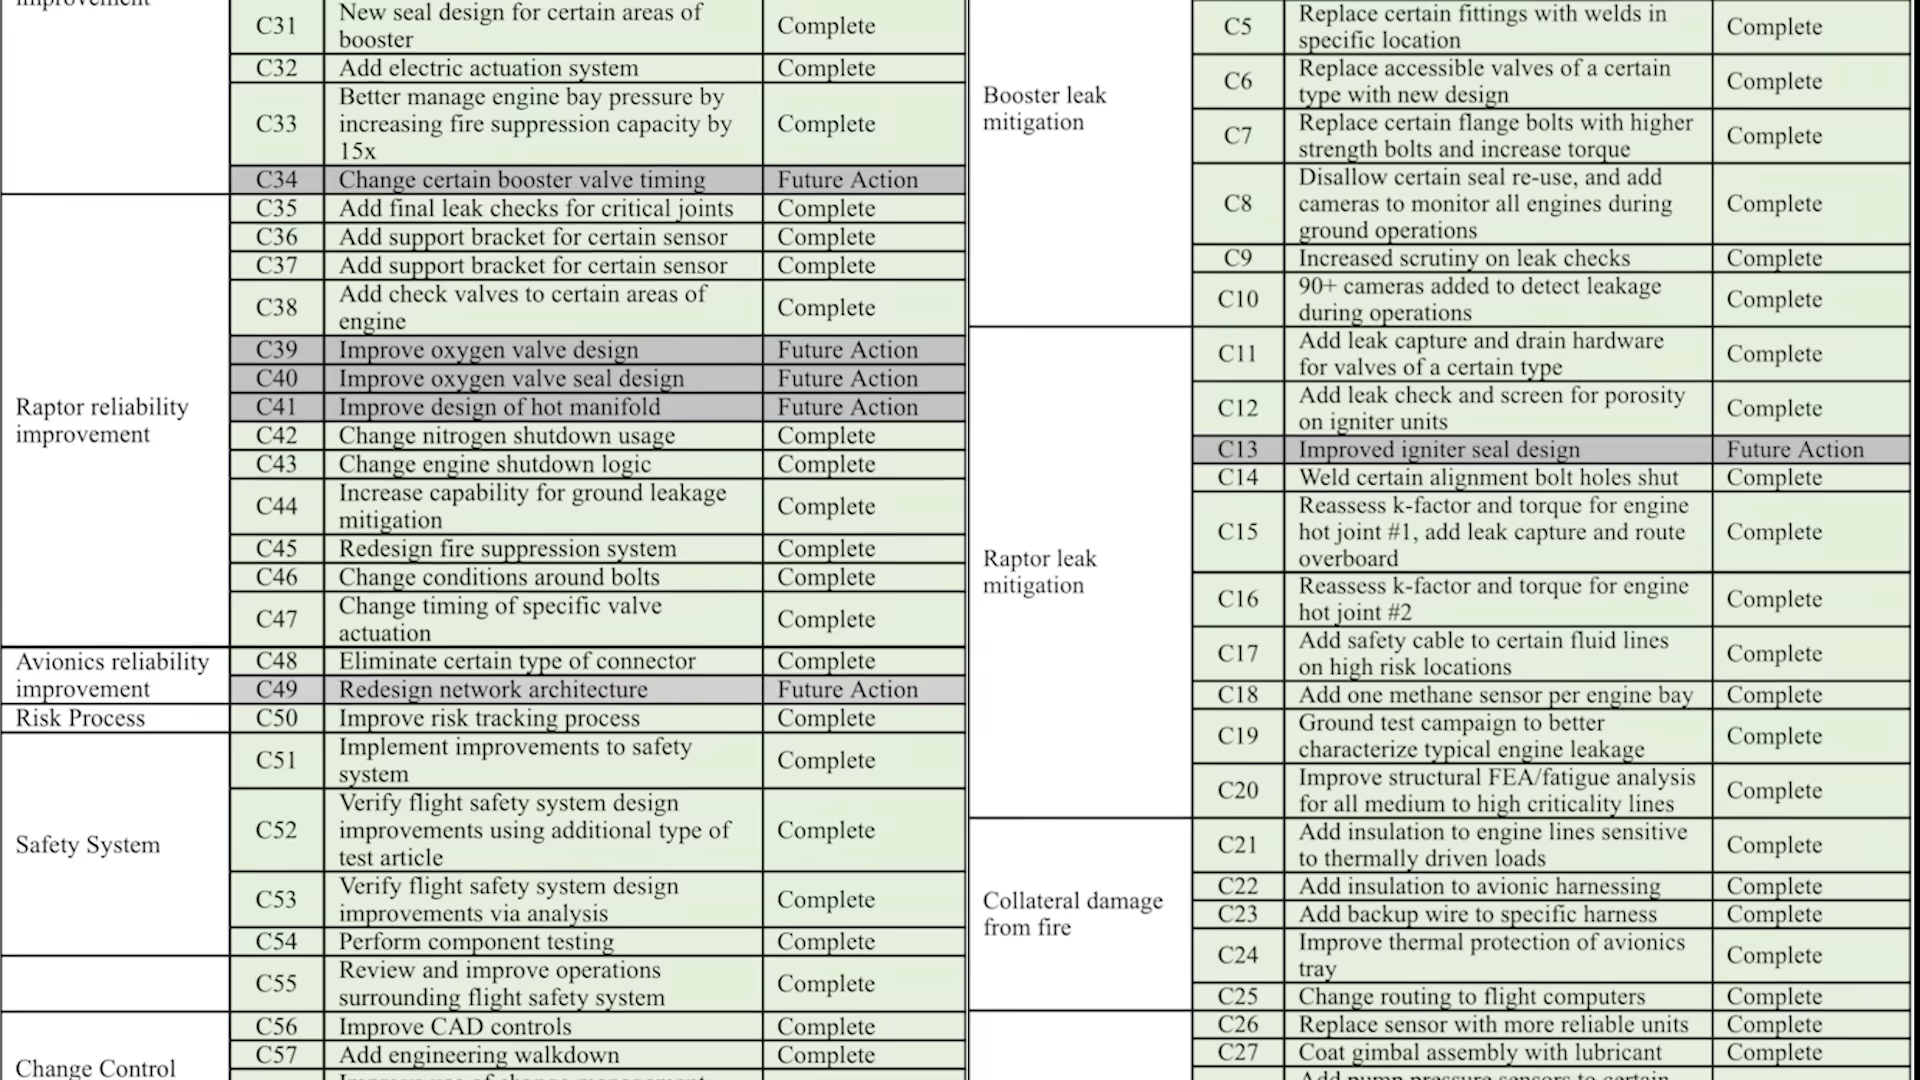 improvement
C31
New seal design for certain areas of
booster
Complete
C32
Add electric actuation system
Complete
C33
Better manage engine bay pressure by
increasing fire suppression capacity by
15x
Complete
C34
Change certain booster valve timing
Future Action
Raptor reliability
improvement
C35
Add final leak checks for critical joints
Complete
C36
Add support bracket for certain sensor
Complete
C37
Add support bracket for certain sensor
Complete
C38
Add check valves to certain areas of
engine
Complete
C39
Improve oxygen valve design
Future Action
C40
Improve oxygen valve seal design
Future Action
C41
Improve design of hot manifold
Future Action
C42
Change nitrogen shutdown usage
Complete
C43
Change engine shutdown logic
Complete
C44
Increase capability for ground leakage
mitigation
Complete
C45
Redesign fire suppression system
Complete
C46
Change conditions around bolts
Complete
C47
Change timing of specific valve
actuation
Complete
Avionics reliability
improvement
C48
Eliminate certain type of connector
Complete
C49
Redesign network architecture
Future Action
Risk Process
C50
Improve risk tracking process
Complete
Safety System
C51
Implement improvements to safety
system
Complete
C52
Verify flight safety system design
improvements using additional type of
test article
Complete
C53
Verify flight safety system design
improvements via analysis
Complete
C54
Perform component testing
Complete
C55
Review and improve operations
surrounding flight safety system
Complete
Change Control
C56
Improve CAD controls
Complete
C57
Add engineering walkdown
Complete
Improve use of change management
Booster leak
mitigation
C5
Replace certain fittings with welds in
specific location
Complete
C6
Replace accessible valves of a certain
type with new design
Complete
C7
Replace certain flange bolts with higher
strength bolts and increase torque
Complete
C8
Disallow certain seal re-use, and add
cameras to monitor all engines during
ground operations
Complete
C9
Increased scrutiny on leak checks
Complete
C10
90+ cameras added to detect leakage
during operations
Complete
Raptor leak
mitigation
C11
Add leak capture and drain hardware
for valves of a certain type
Complete
C12
Add leak check and screen for porosity
on igniter units
Complete
C13
Improved igniter seal design
Future Action
C14
Weld certain alignment bolt holes shut
Complete
C15
Reassess k-factor and torque for engine
hot joint #1, add leak capture and route
overboard
Complete
C16
Reassess k-factor and torque for engine
hot joint #2
Complete
C17
Add safety cable to certain fluid lines
on high risk locations
Complete
C18
Add one methane sensor per engine bay
Complete
C19
Ground test campaign to better
characterize typical engine leakage
Complete
C20
Improve structural FEA/fatigue analysis
for all medium to high criticality lines
Complete
Collateral damage
from fire
C21
Add insulation to engine lines sensitive
to thermally driven loads
Complete
C22
Add insulation to avionic harnessing
Complete
C23
Add backup wire to specific harness
Complete
C24
Improve thermal protection of avionics
tray
Complete
C25
Change routing to flight computers
Complete
C26
Replace sensor with more reliable units
Complete
C27
Coat gimbal assembly with lubricant
Complete
Add pump pressure sensors to certain